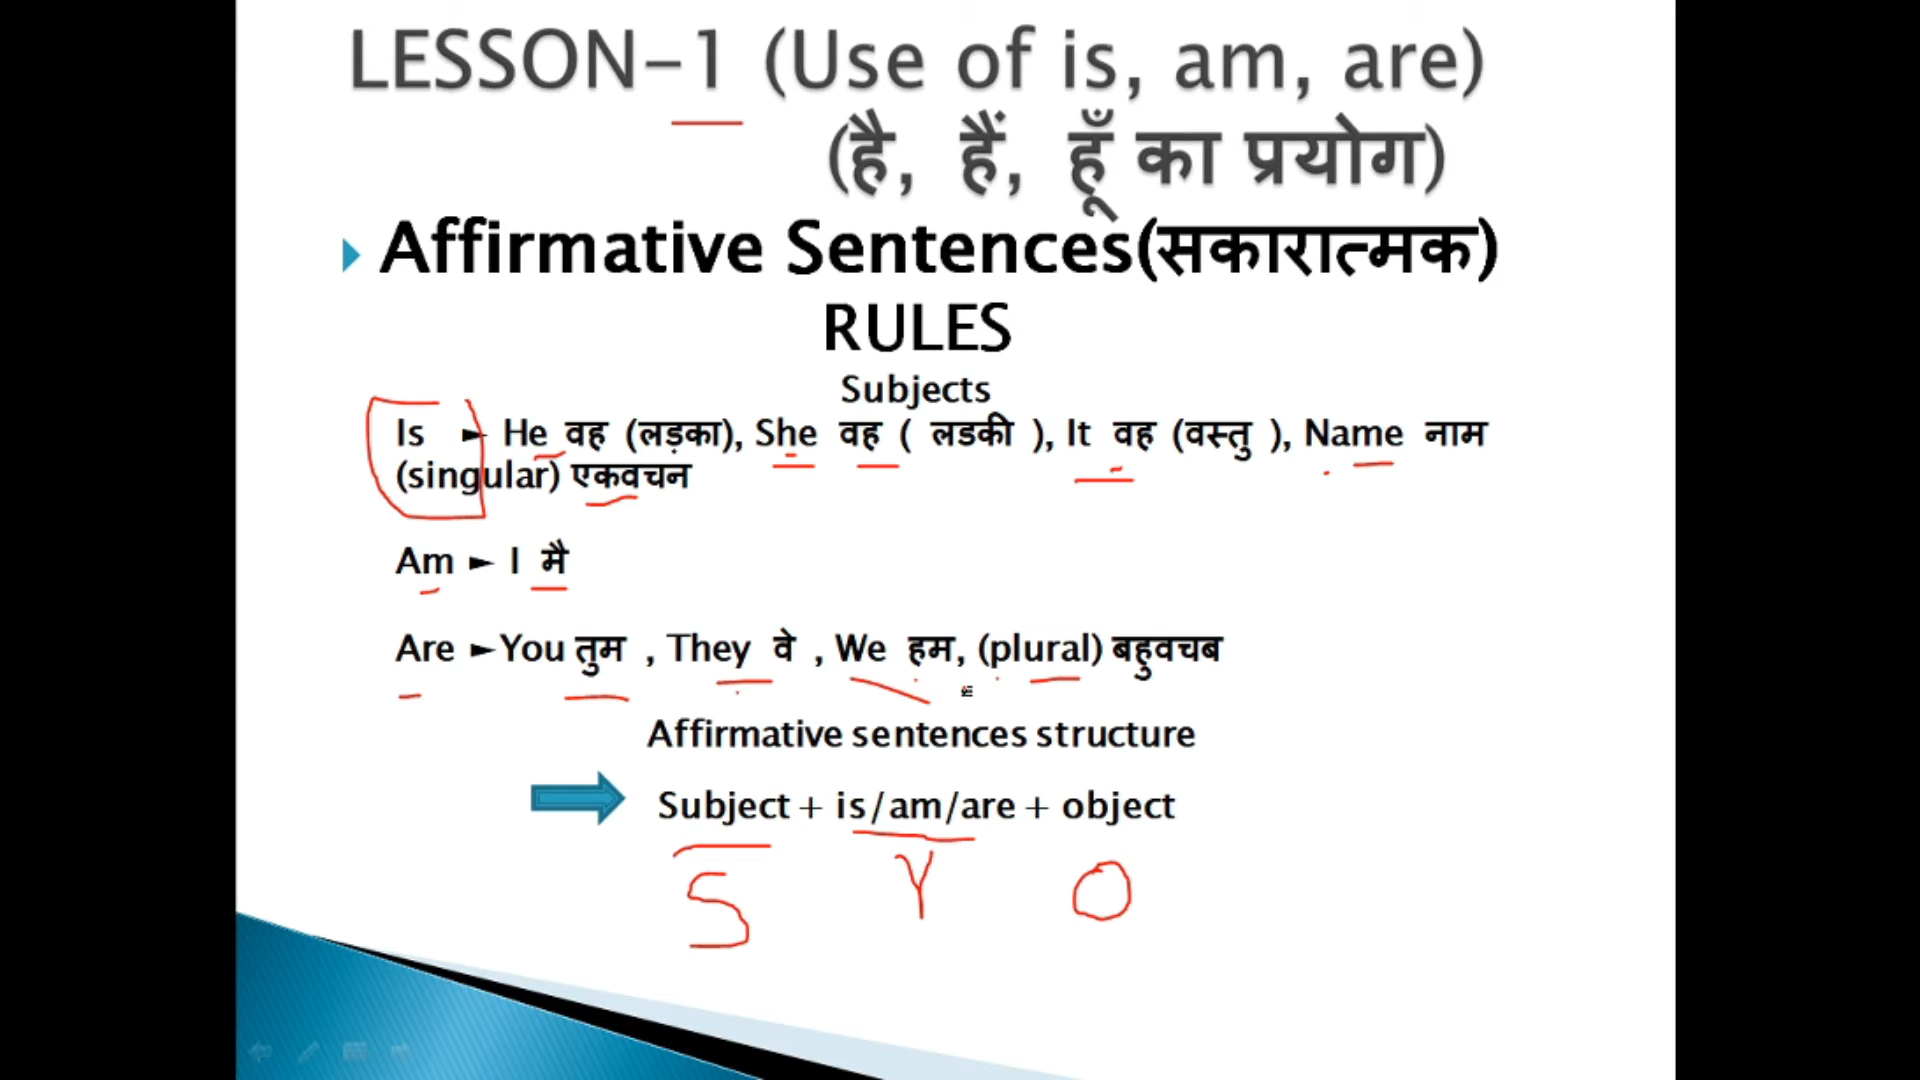 LESSON-1 (Use of is, am, are)
(है, हैं, हूँ का प्रयोग)
Affirmative Sentences(सकारात्मक)
RULES
Subjects
Is ► He वह (लड़का), She वह ( लडकी ), It वह (वस्तु ), Name नाम
(singular) एकवचन
Am ► I मै
Are ►You तुम , They वे , We हम, (plural) बहुवचब
Affirmative sentences structure
Subject + is/am/are + object
S Y O